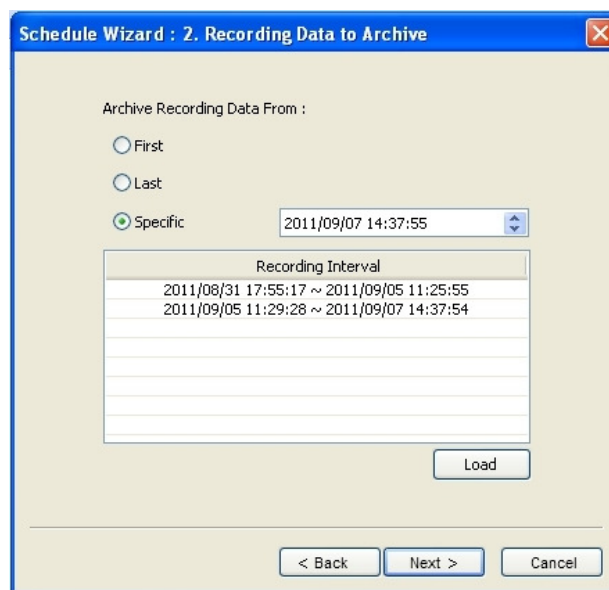 Schedule Wizard : 2. Recording Data to Archive
Archive Recording Data From :
First
Last
Specific 2011/09/07 14:37:55
Recording Interval
2011/08/31 17:55:17 ~ 2011/09/05 11:25:55
2011/09/05 11:29:28 ~ 2011/09/07 14:37:54
Load
< Back Next > Cancel